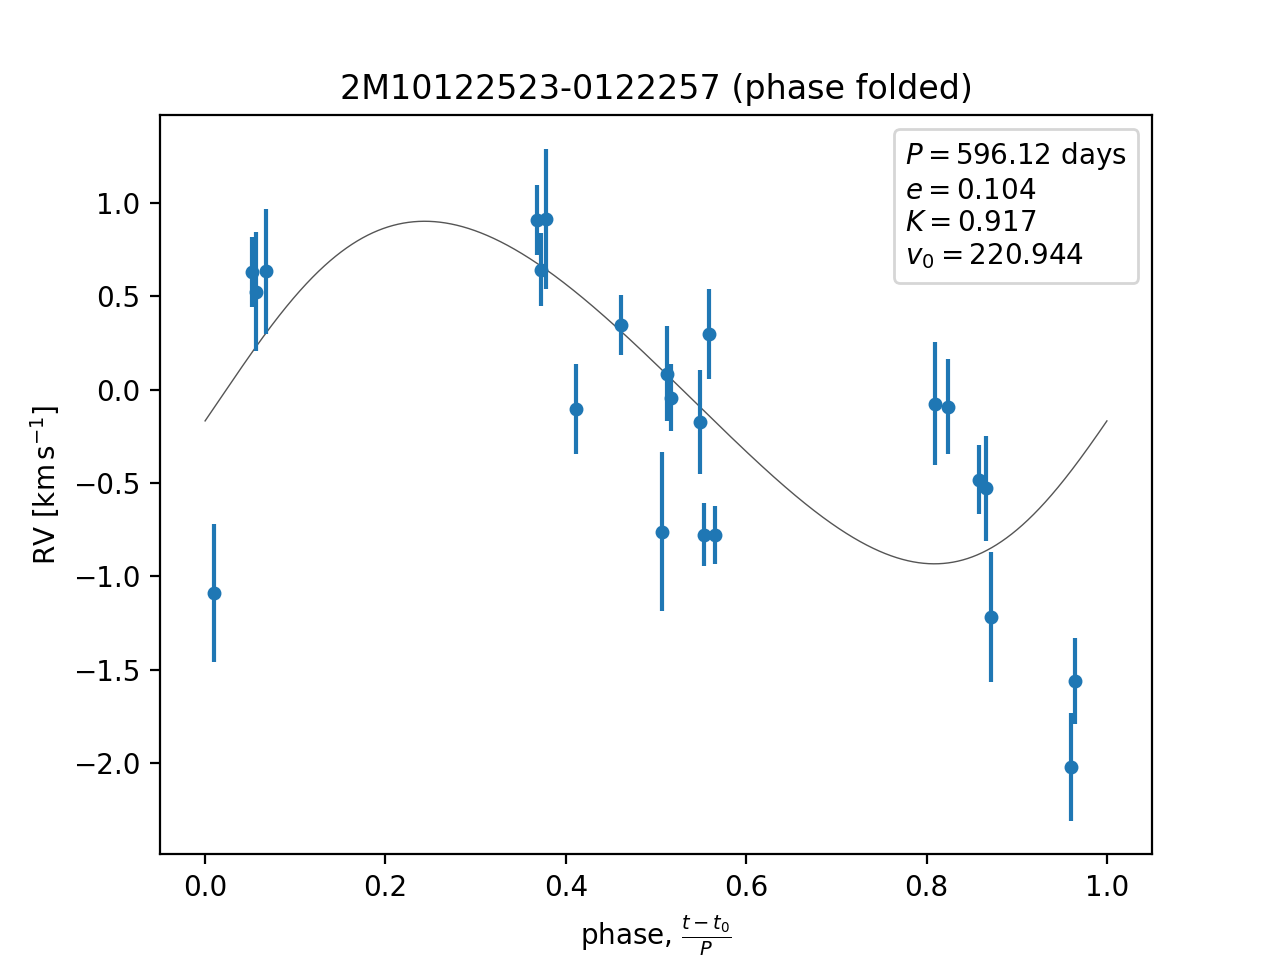 2M10122523-0122257 (phase folded)
P = 596.12 days
e = 0.104
K = 0.917
v₀ = 220.944
1.0
0.5
0.0
−0.5
−1.0
−1.5
−2.0
RV [km s⁻¹]
0.0 0.2 0.4 0.6 0.8 1.0
phase, (t − t₀)/P